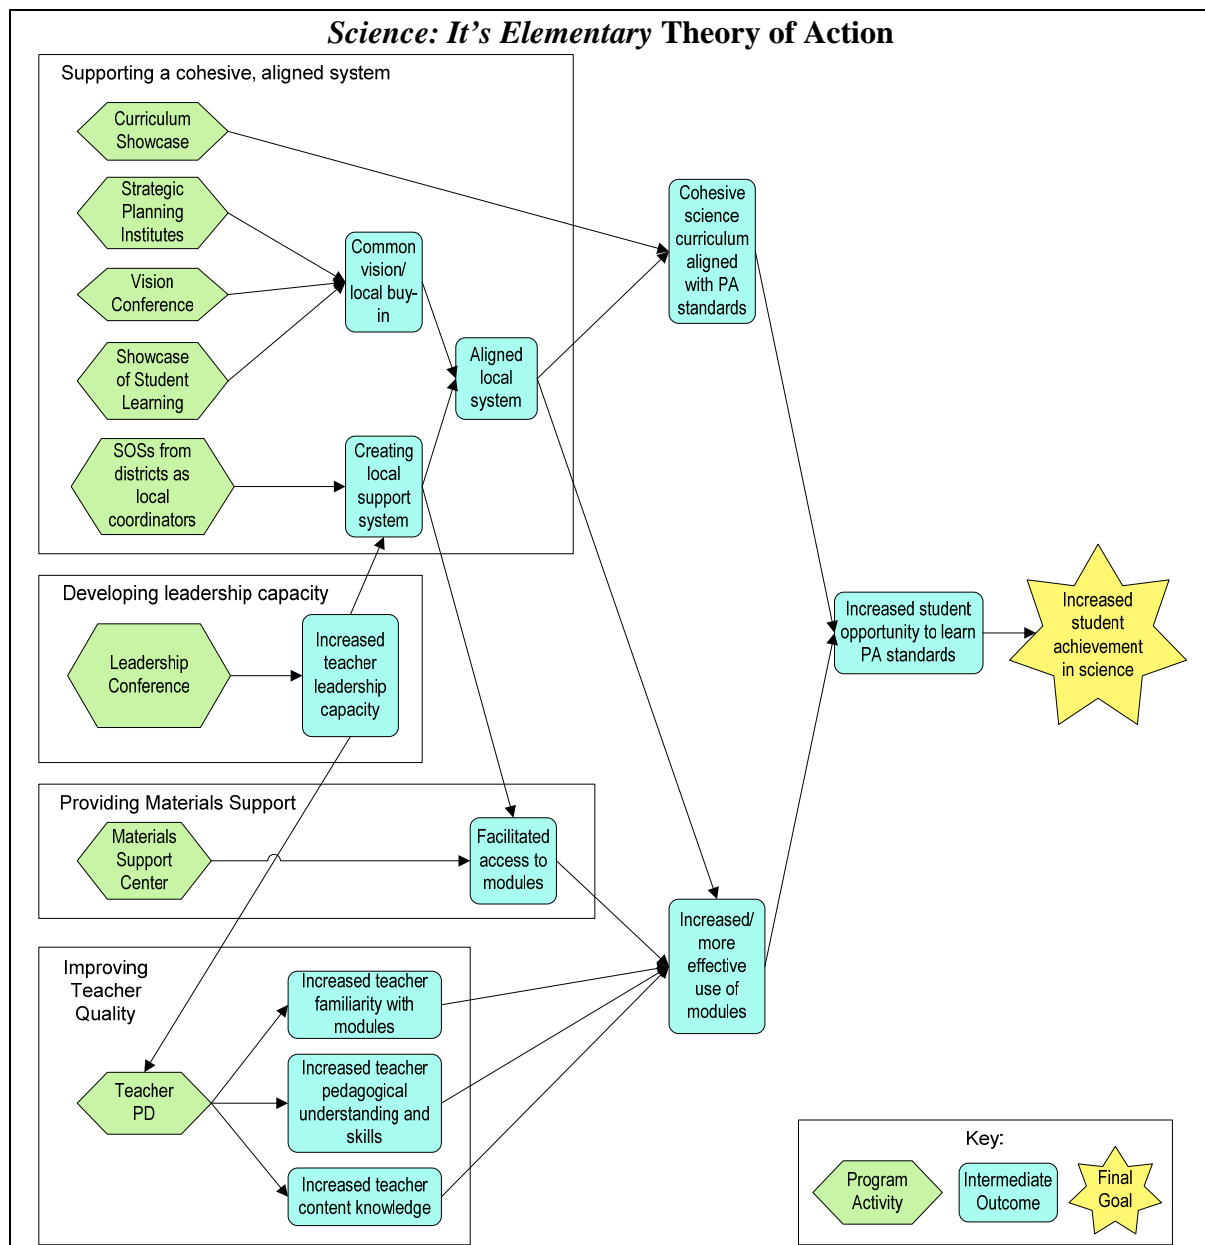 Science: It's Elementary Theory of Action
Supporting a cohesive, aligned system
Curriculum
Showcase
Strategic
Planning
Institutes
Vision
Conference
Showcase
of Student
Learning
SOSs from
districts as
local
coordinators
Common
vision/
local buy-
in
Creating
local
support
system
Aligned
local
system
Cohesive
science
curriculum
aligned
with PA
standards
Developing leadership capacity
Leadership
Conference
Increased
teacher
leadership
capacity
Increased student
opportunity to learn
PA standards
Increased
student
achievement
in science
Providing Materials Support
Materials
Support
Center
Facilitated
access to
modules
Increased/
more
effective
use of
modules
Improving
Teacher
Quality
Teacher
PD
Increased teacher
familiarity with
modules
Increased teacher
pedagogical
understanding and
skills
Increased teacher
content knowledge
Key:
Program
Activity
Intermediate
Outcome
Final
Goal